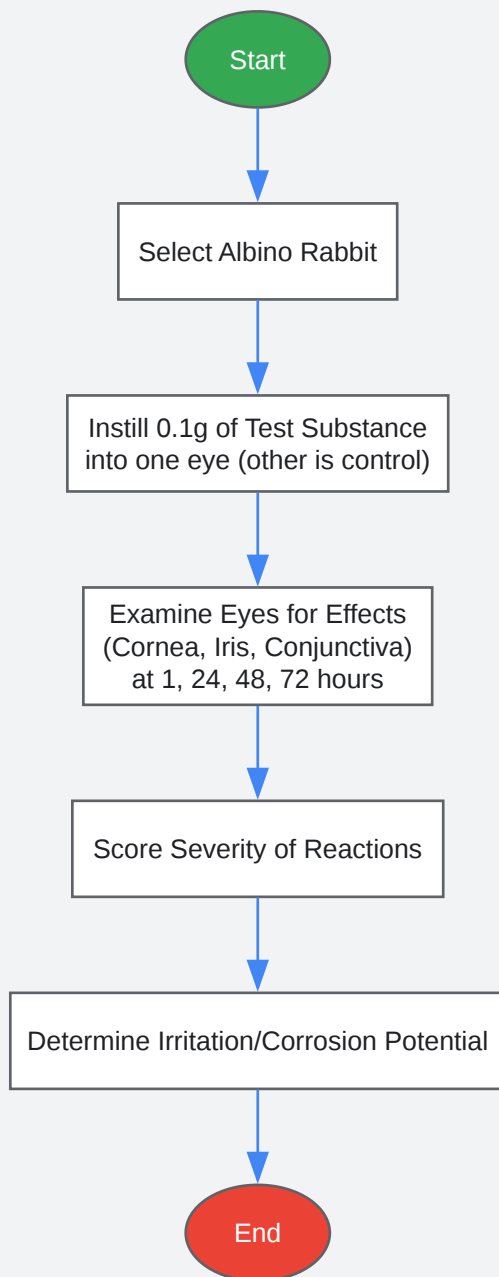 Start
Select Albino Rabbit
Instill 0.1g of Test Substance
into one eye (other is control)
Examine Eyes for Effects
(Cornea, Iris, Conjunctiva)
at 1, 24, 48, 72 hours
Score Severity of Reactions
Determine Irritation/Corrosion Potential
End